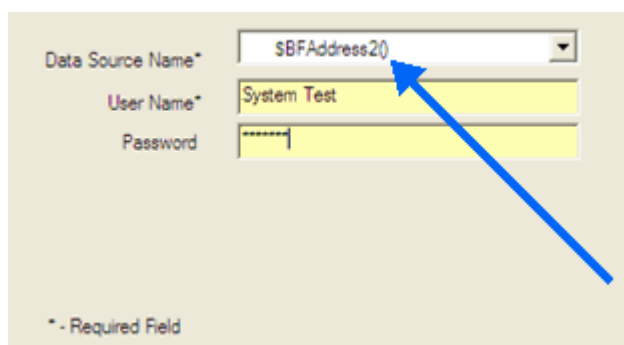 Data Source Name* $BFAddress2()
User Name* System Test
Password *******
* - Required Field